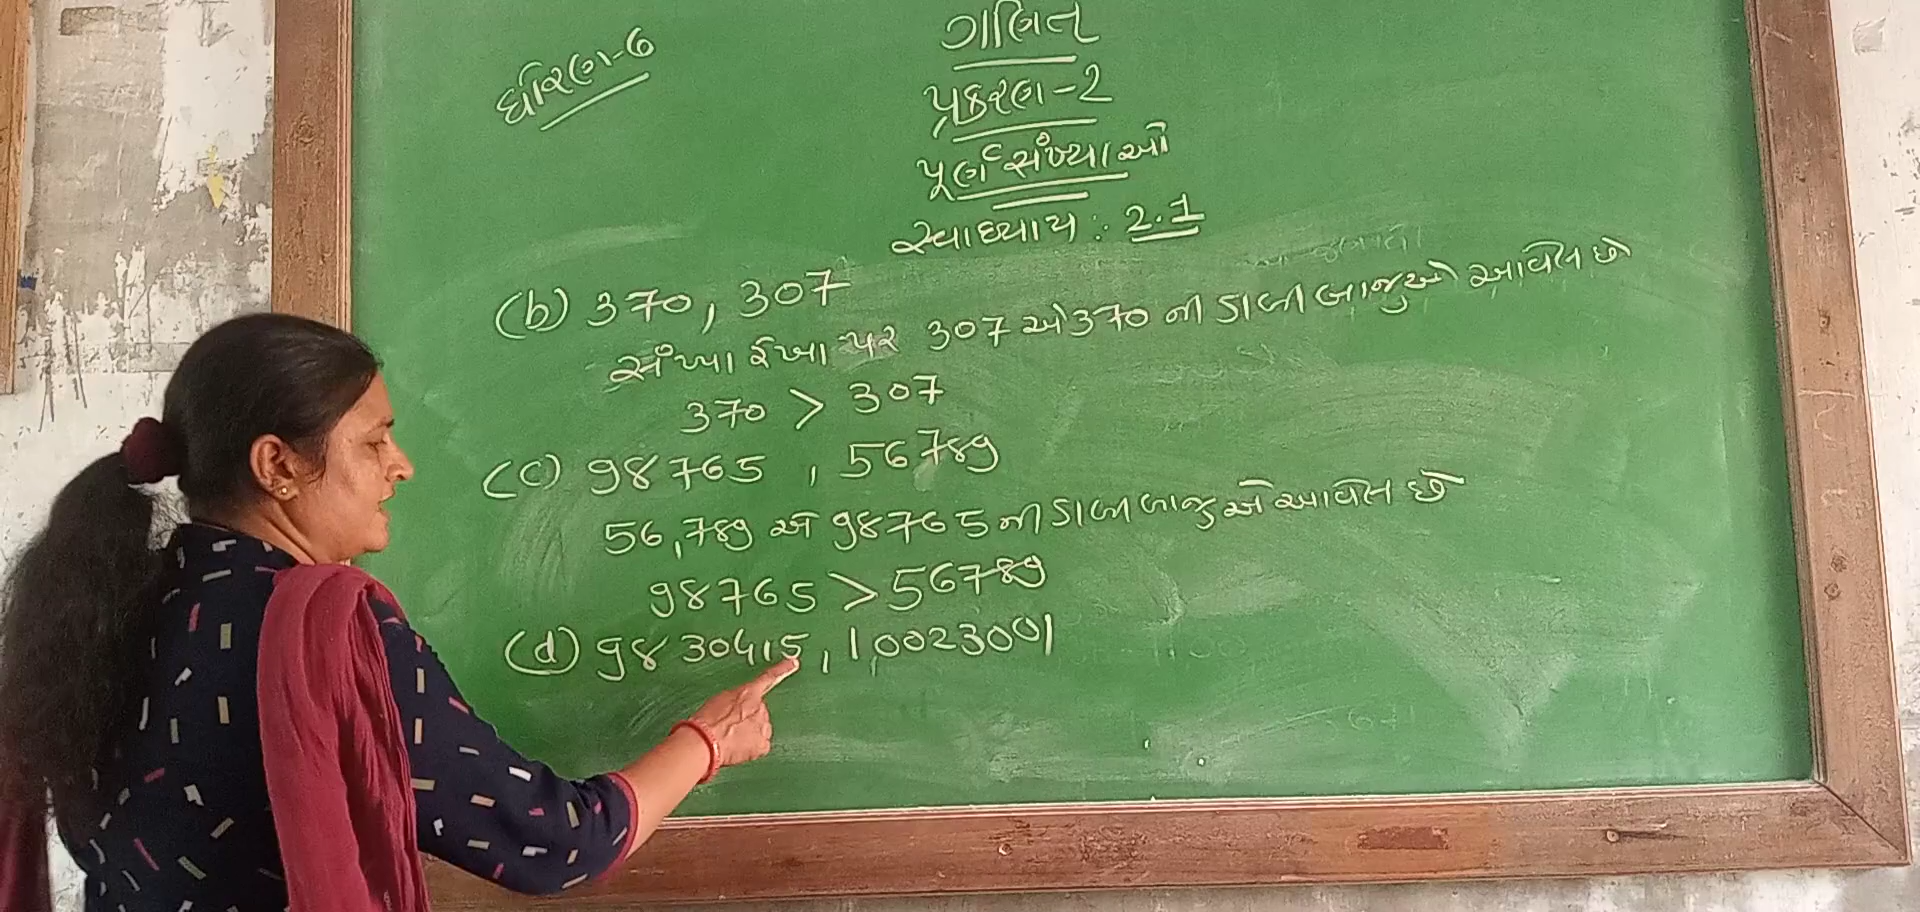 ધોરણ-6
ગણિત
પ્રકરણ-2
પૂર્ણ સંખ્યાઓ
સ્વાધ્યાય : 2.1
(b) 370, 307
સંખ્યા રેખા પર 307 એ 370 ની ડાબી બાજુએ આવેલ છે
370 > 307
(c) 98765 , 56789
56,789 એ 98765 ની ડાબી બાજુએ આવેલ છે
98765 > 56789
(d) 9830415, 10023001